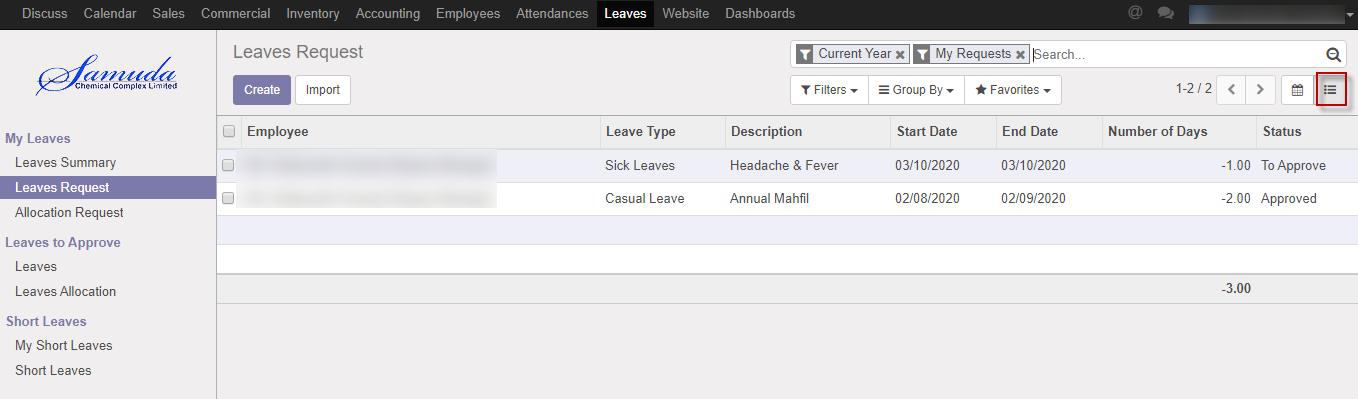 Discuss Calendar Sales Commercial Inventory Accounting Employees Attendances Leaves Website Dashboards @
Samuda
Chemical Complex Limited
Leaves Request
Current Year My Requests Search...
Create Import
Filters Group By Favorites 1-2 / 2
Employee Leave Type Description Start Date End Date Number of Days Status
Sick Leaves Headache & Fever 03/10/2020 03/10/2020 -1.00 To Approve
Casual Leave Annual Mahfil 02/08/2020 02/09/2020 -2.00 Approved
-3.00
My Leaves
Leaves Summary
Leaves Request
Allocation Request
Leaves to Approve
Leaves
Leaves Allocation
Short Leaves
My Short Leaves
Short Leaves